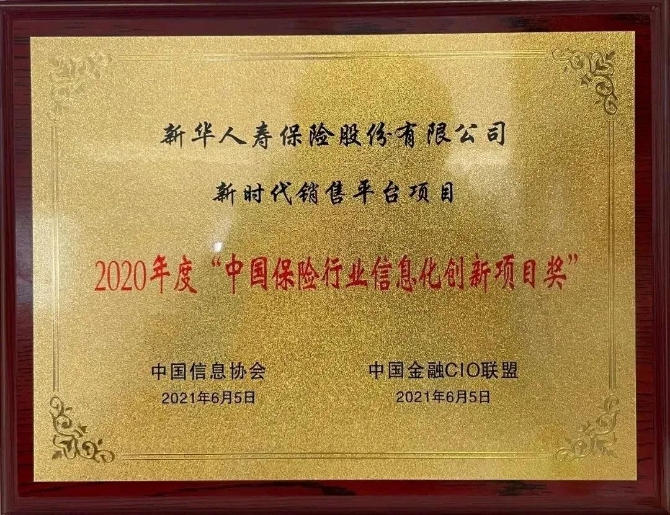 新华人寿保险股份有限公司
新时代销售平台项目
2020年度“中国保险行业信息化创新项目奖”
中国信息协会 中国金融CIO联盟
2021年6月5日 2021年6月5日